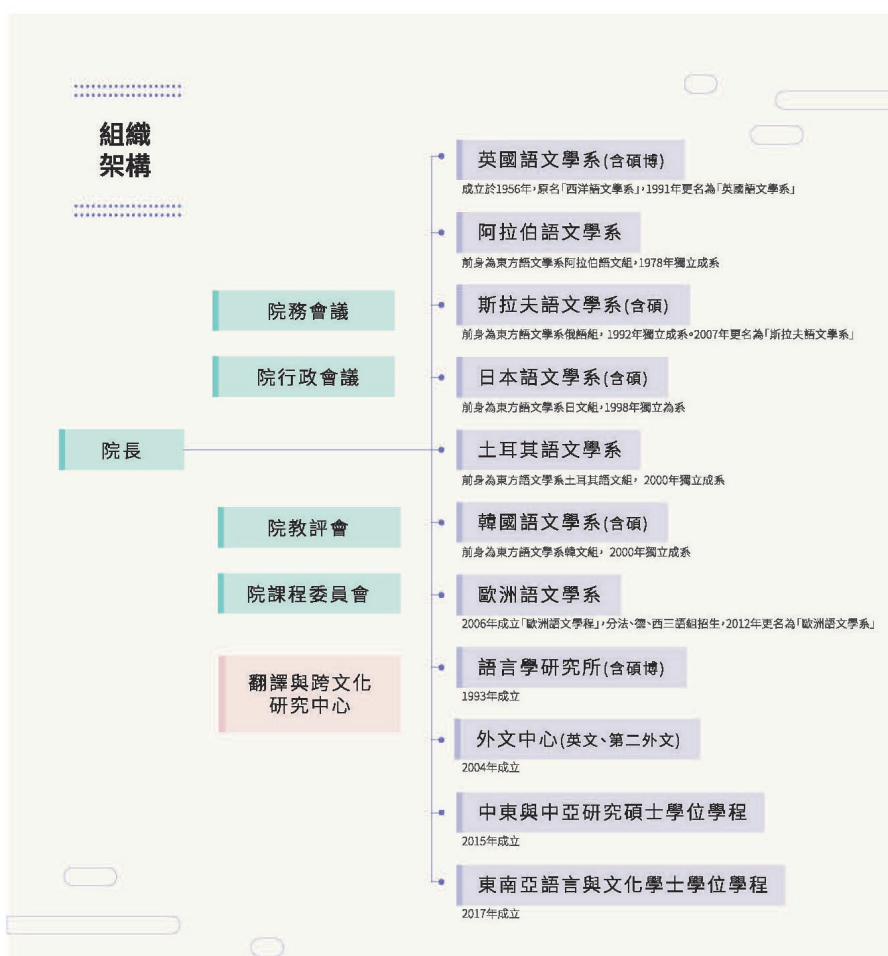 組織
架構
英國語文學系(含碩博)
成立於1956年，原名「西洋語文學系」，1991年更名為「英國語文學系」
阿拉伯語文學系
前身為東方語文學系阿拉伯語文組，1978年獨立成系
斯拉夫語文學系(含碩)
前身為東方語文學系俄語組，1992年獨立成系。2007年更名為「斯拉夫語文學系」
日本語文學系(含碩)
前身為東方語文學系日文組，1998年獨立為系
土耳其語文學系
前身為東方語文學系土耳其語文組， 2000年獨立成系
韓國語文學系(含碩)
前身為東方語文學系韓文組， 2000年獨立成系
歐洲語文學系
2006年成立「歐洲語文學程」，分法、德、西三語組招生，2012年更名為「歐洲語文學系」
語言學研究所(含碩博)
1993年成立
外文中心(英文、第二外文)
2004年成立
中東與中亞研究碩士學位學程
2015年成立
東南亞語言與文化學士學位學程
2017年成立
院務會議
院行政會議
院長
院教評會
院課程委員會
翻譯與跨文化
研究中心